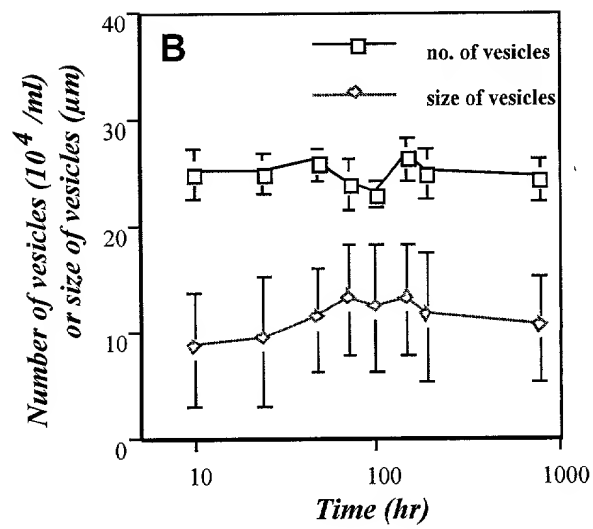 B
no. of vesicles
size of vesicles
Number of vesicles (10⁴ /ml)
or size of vesicles (μm)
40
30
20
10
0
10
100
1000
Time (hr)